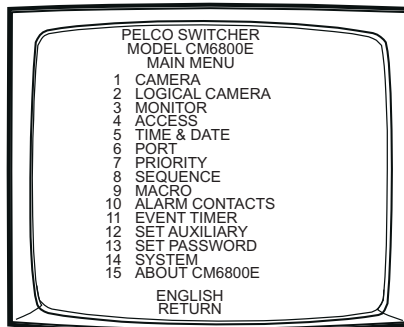 PELCO SWITCHER
MODEL CM6800E
MAIN MENU
1 CAMERA
2 LOGICAL CAMERA
3 MONITOR
4 ACCESS
5 TIME & DATE
6 PORT
7 PRIORITY
8 SEQUENCE
9 MACRO
10 ALARM CONTACTS
11 EVENT TIMER
12 SET AUXILIARY
13 SET PASSWORD
14 SYSTEM
15 ABOUT CM6800E
ENGLISH
RETURN